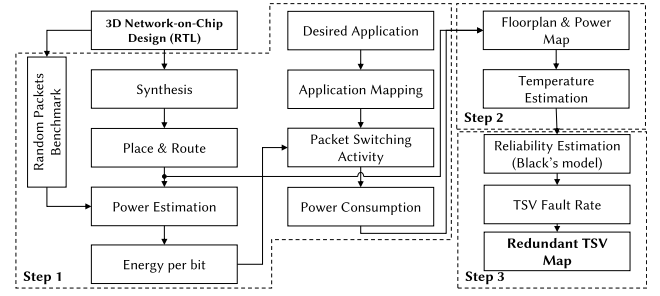 3D Network-on-Chip
Design (RTL)
Random Packets
Benchmark
Synthesis
Place & Route
Power Estimation
Energy per bit
Step 1
Desired Application
Application Mapping
Packet Switching
Activity
Power Consumption
Floorplan & Power
Map
Temperature
Estimation
Step 2
Reliability Estimation
(Black's model)
TSV Fault Rate
Redundant TSV
Map
Step 3